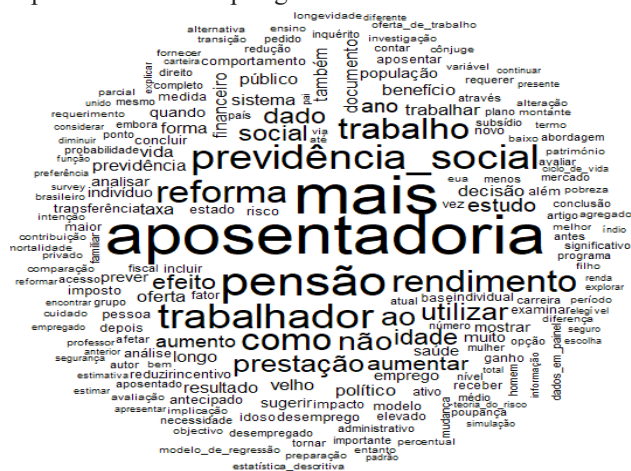 longevidade diferente
alternativa ensino oferta_de_trabalho
transição pedido inquérito investigação
fornecer redução contar cônjuge
carteira comportamento aposentar variável continuar
explicar direito público também documento população requerer presente
parcial completo financeiro benefício através alteração
unido mesmo medida sistema país pai trabalhar subsídio plano montante
requerimento quando dado ano novo termo
considerar embora forma social via até trabalho baixo abordagem
diminuir ponto concluir patrimônio
probabilidade vida previdência_social eua menos avaliar
função previdência ciclo_de_vida
preferência analisar reforma mais decisão além mercado pobreza
survey indivíduo vez estudo conclusão
brasileiro transferência taxa estado risco artigo agregado
intenção maior aposentadoria melhor índio
contribuição familiar antes significativo
mortalidade privado programa
comparação fiscal incluir pensão rendimento filho
reformar acesso prever efeito atual base individual carreira renda explorar
imposto oferta fator trabalhador ao utilizar examinar período
encontrar grupo número mostrar elegível diferença
cuidado pessoa como não idade muito opção seguro
empregado depois aumento saúde mulher escolha
professor afetar longo prestação aumentar ganho
anterior análise emprego nível total
segurança autor bem reduzir incentivo político ativo receber homem informação dados_em_painel
estimativa aposentado resultado velho médio
estimar avaliação antecipado sugerir impacto modelo mudança teoria_do_risco
apresentar implicação poupança
necessidade idoso desemprego elevado simulação
objectivo desempregado administrativo
modelo_de_regressão tornar importante percentual
preparação entanto
estatística_descritiva padrão